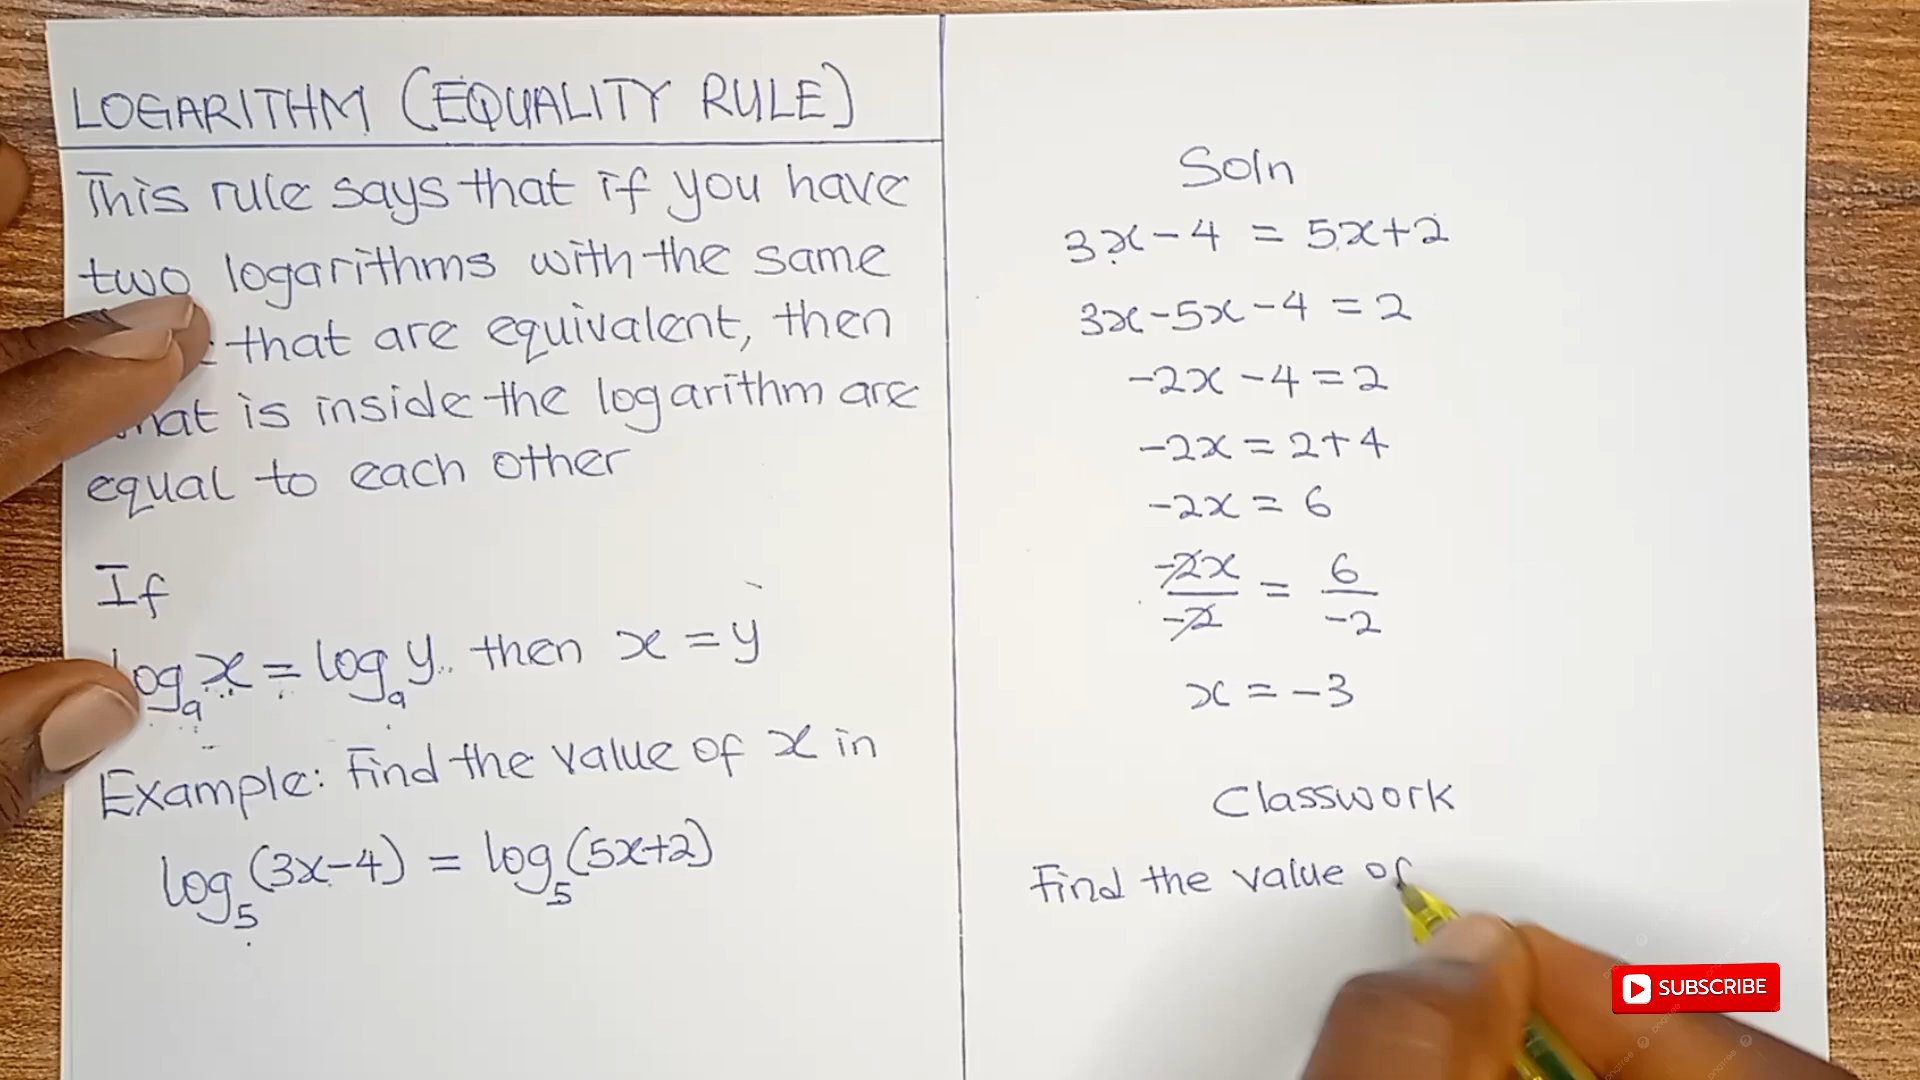 LOGARITHM (EQUALITY RULE)
This rule says that if you have
two logarithms with the same
that are equivalent, then
is inside the logarithm are
equal to each other
If
logₐx = logₐy then x = y
Example: Find the value of x in
log₅(3x-4) = log₅(5x+2)
Soln
3x-4 = 5x+2
3x-5x-4 = 2
-2x-4 = 2
-2x = 2+4
-2x = 6
-2x/-2 = 6/-2
x = -3
Classwork
Find the value of
SUBSCRIBE